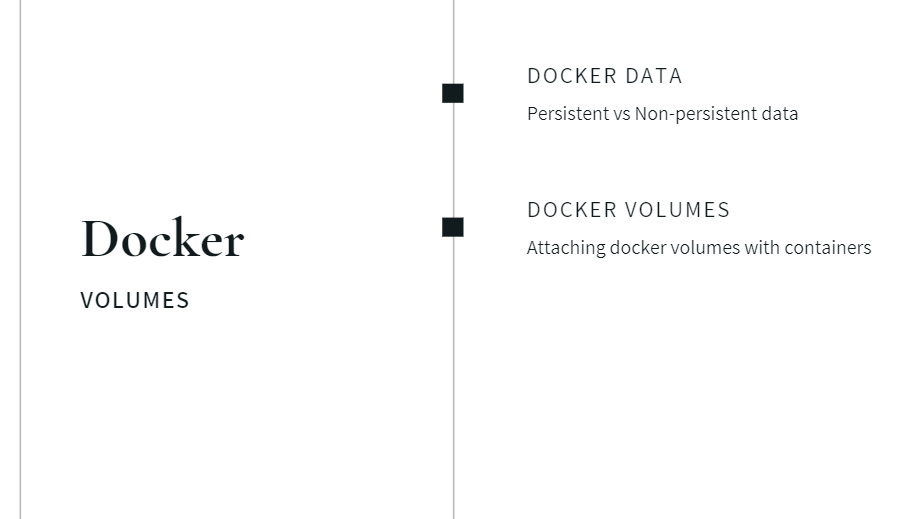 Docker
VOLUMES
DOCKER DATA
Persistent vs Non-persistent data
DOCKER VOLUMES
Attaching docker volumes with containers